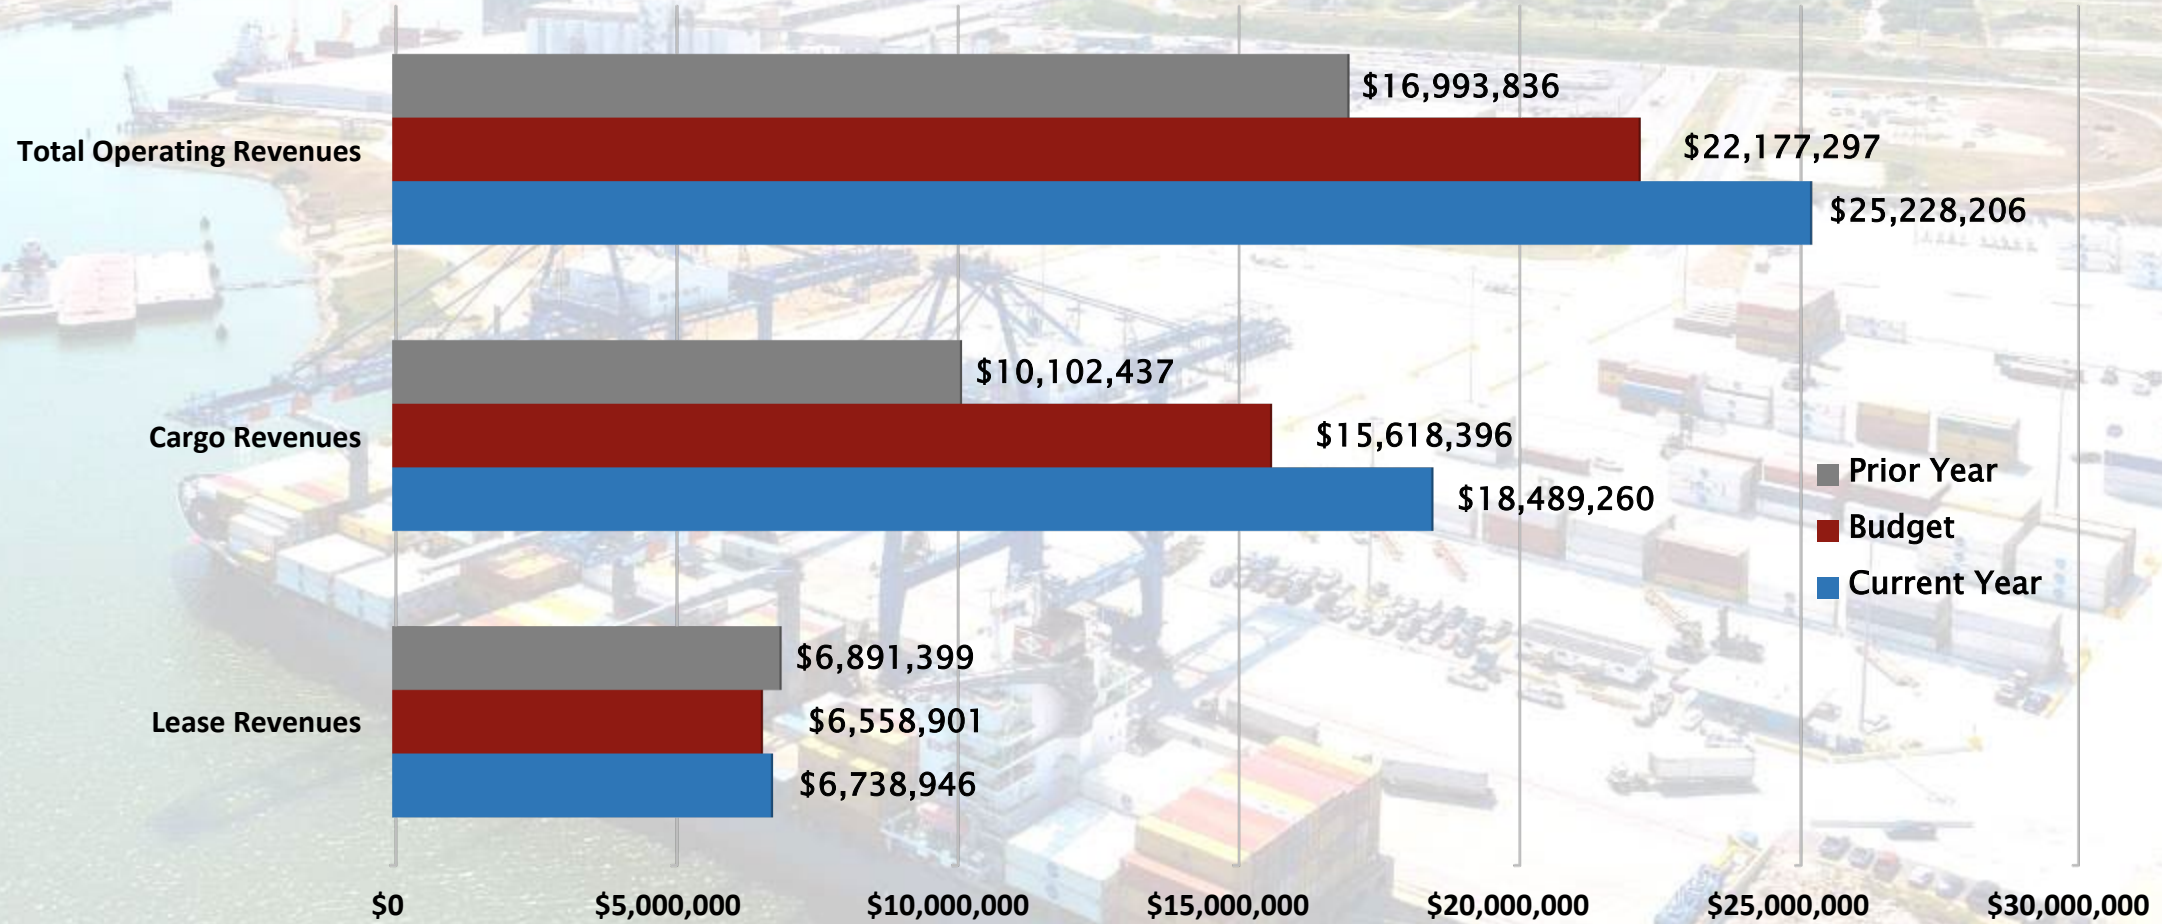 $16,993,836
Total Operating Revenues
$22,177,297
$25,228,206
$10,102,437
Cargo Revenues
$15,618,396
$18,489,260
Prior Year
Budget
Current Year
$6,891,399
Lease Revenues
$6,558,901
$6,738,946
$0 $5,000,000 $10,000,000 $15,000,000 $20,000,000 $25,000,000 $30,000,000